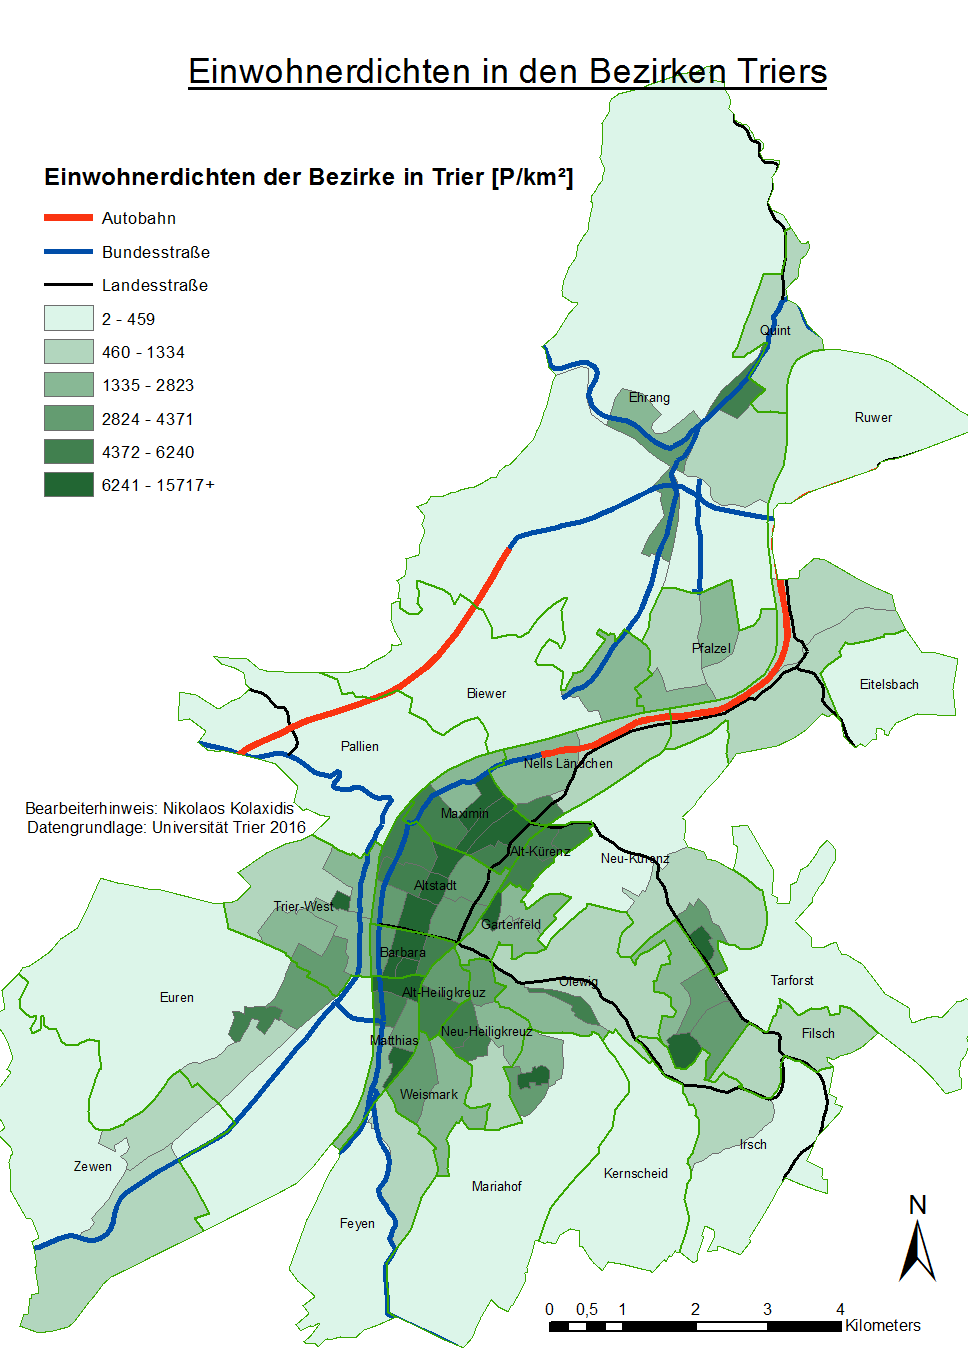 Einwohnerdichten in den Bezirken Triers
Einwohnerdichten der Bezirke in Trier [P/km²]
Autobahn
Bundesstraße
Landesstraße
2 - 459
460 - 1334
1335 - 2823
2824 - 4371
4372 - 6240
6241 - 15717+
Quint
Ehrang
Ruwer
Pfalzel
Eitelsbach
Biewer
Pallien
Nells Ländchen
Bearbeiterhinweis: Nikolaos Kolaxidis
Datengrundlage: Universität Trier 2016
Maximin
Alt-Kürenz
Neu-Kürenz
Altstadt
Trier-West
Gartenfeld
Barbara
Olewig
Tarforst
Euren
Alt-Heiligkreuz
Neu-Heiligkreuz
Filsch
Matthias
Weismark
Irsch
Zewen
Kernscheid
Mariahof
Feyen
N
0 0,5 1 2 3 4
Kilometers